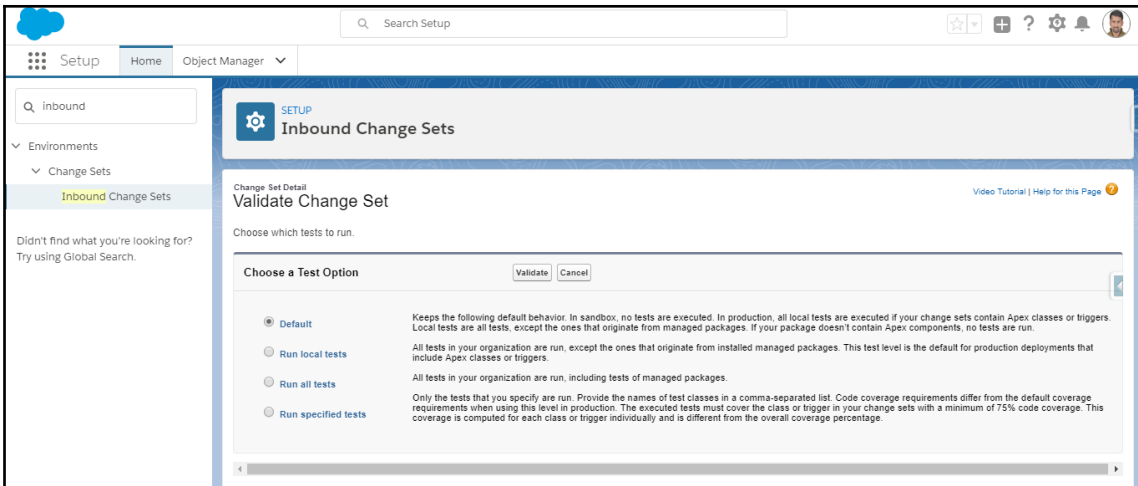 Search Setup
Setup
Home
Object Manager
inbound
Environments
Change Sets
Inbound Change Sets
Didn't find what you're looking for?
Try using Global Search.
SETUP
Inbound Change Sets
Change Set Detail
Validate Change Set
Video Tutorial | Help for this Page
Choose which tests to run.
Choose a Test Option
Validate
Cancel
Default
Keeps the following default behavior. In sandbox, no tests are executed. In production, all local tests are executed if your change sets contain Apex classes or triggers.
Local tests are all tests, except the ones that originate from managed packages. If your package doesn't contain Apex components, no tests are run.
Run local tests
All tests in your organization are run, except the ones that originate from installed managed packages. This test level is the default for production deployments that
include Apex classes or triggers.
Run all tests
All tests in your organization are run, including tests of managed packages.
Run specified tests
Only the tests that you specify are run. Provide the names of test classes in a comma-separated list. Code coverage requirements differ from the default coverage
requirements when using this level in production. The executed tests must cover the class or trigger in your change sets with a minimum of 75% code coverage. This
coverage is computed for each class or trigger individually and is different from the overall coverage percentage.